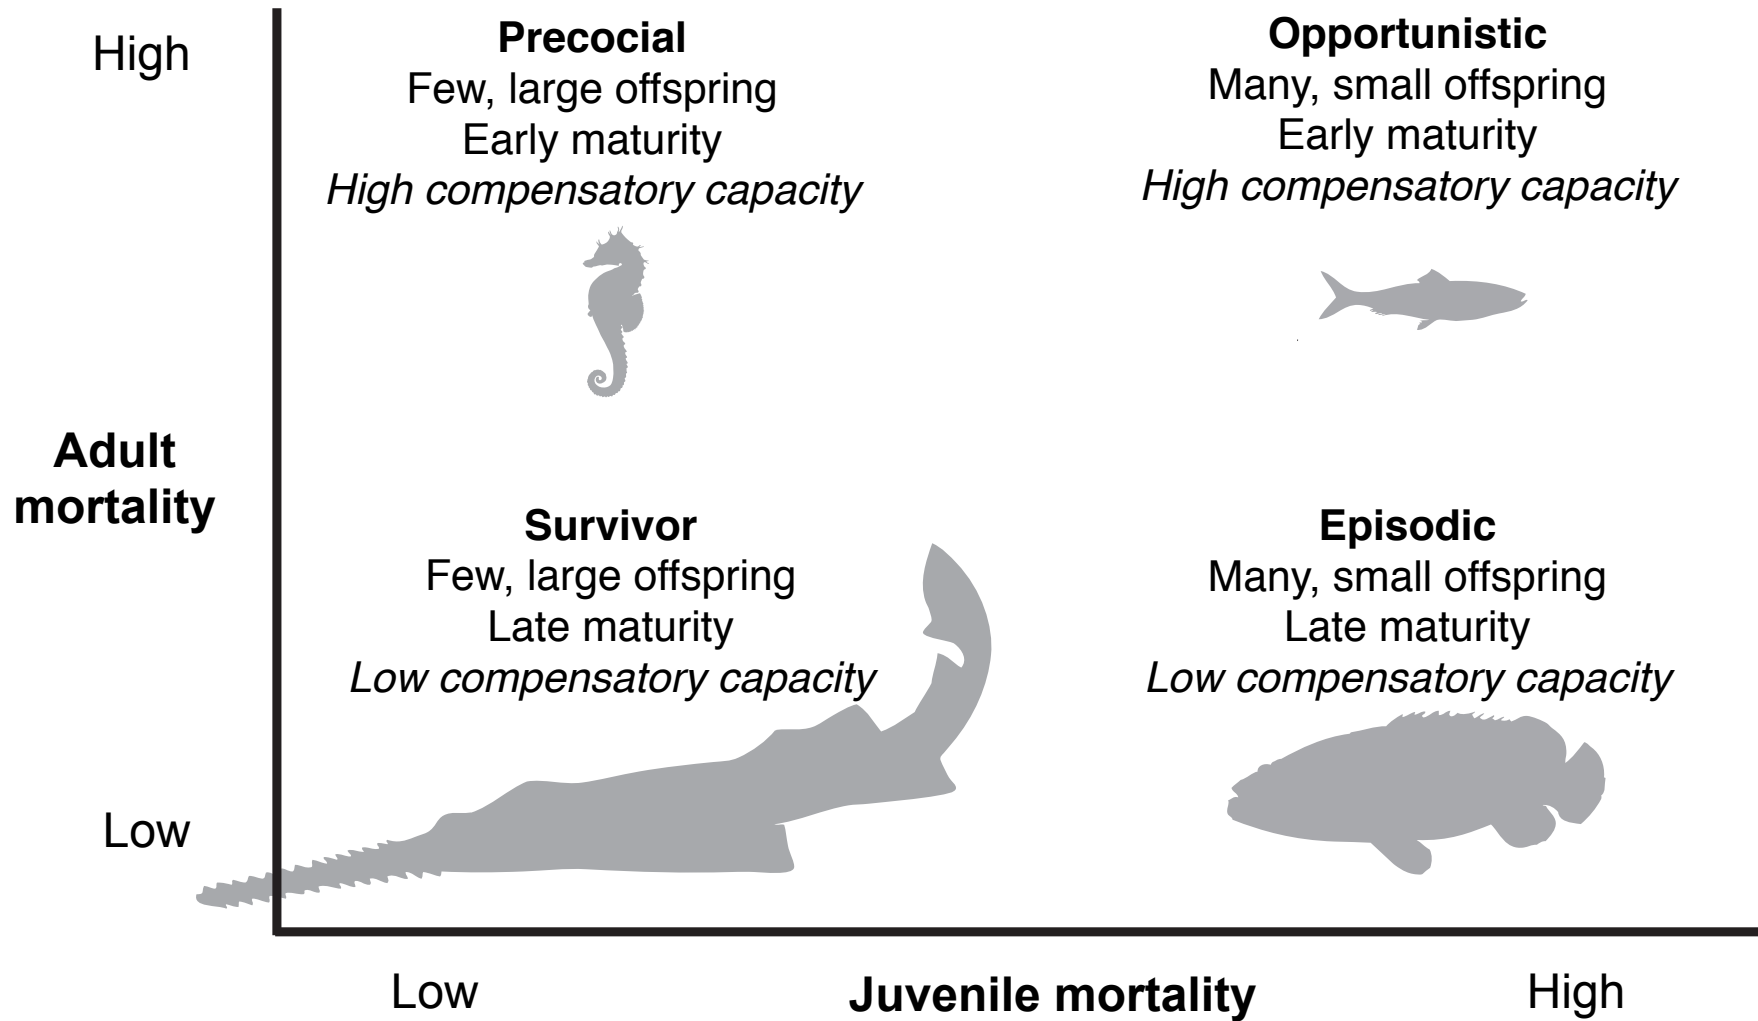 High
Precocial
Few, large offspring
Early maturity
High compensatory capacity
Opportunistic
Many, small offspring
Early maturity
High compensatory capacity
Adult
mortality
Survivor
Few, large offspring
Late maturity
Low compensatory capacity
Episodic
Many, small offspring
Late maturity
Low compensatory capacity
Low
Low
Juvenile mortality
High